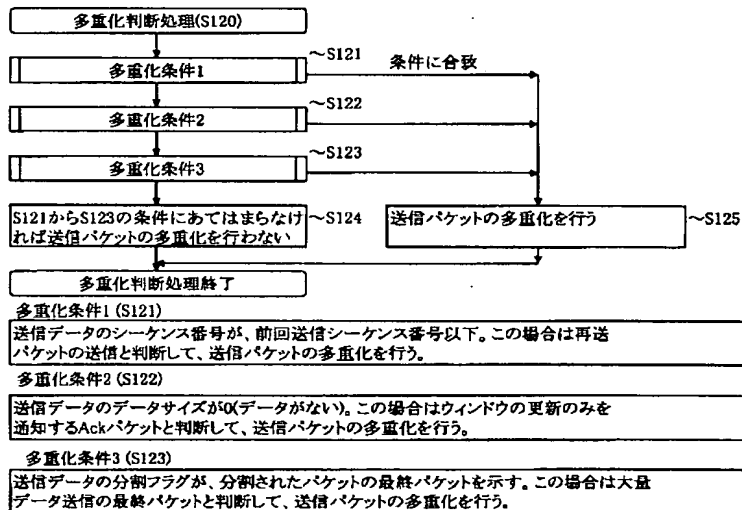 多重化判断処理(S120)
～S121
多重化条件1
条件に合致
～S122
多重化条件2
～S123
多重化条件3
S121からS123の条件にあてはまらなけ
れば送信パケットの多重化を行わない
～S124
送信パケットの多重化を行う
～S125
多重化判断処理終了
多重化条件1 (S121)
送信データのシーケンス番号が、前回送信シーケンス番号以下。この場合は再送
パケットの送信と判断して、送信パケットの多重化を行う。
多重化条件2 (S122)
送信データのデータサイズが0(データがない)。この場合はウィンドウの更新のみを
通知するAckパケットと判断して、送信パケットの多重化を行う。
多重化条件3 (S123)
送信データの分割フラグが、分割されたパケットの最終パケットを示す。この場合は大量
データ送信の最終パケットと判断して、送信パケットの多重化を行う。